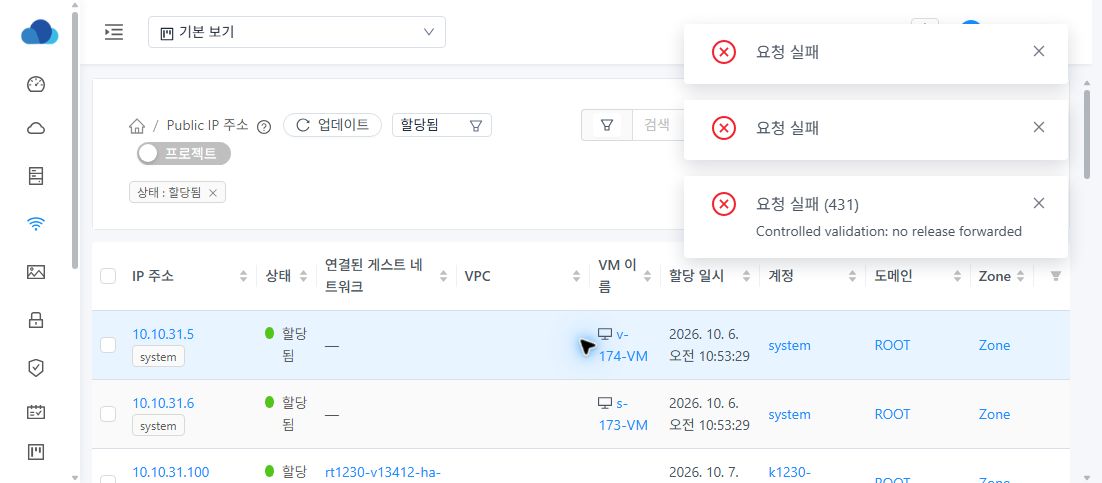 기본 보기
요청 실패
요청 실패
요청 실패 (431)
Controlled validation: no release forwarded
/ Public IP 주소
업데이트
할당됨
검색
프로젝트
상태 : 할당됨
IP 주소
상태
연결된 게스트 네
트워크
VPC
VM 이
름
할당 일시
계정
도메인
Zone
10.10.31.5
system
할당
됨
—
v-
174-VM
2026. 10. 6.
오전 10:53:29
system
ROOT
Zone
10.10.31.6
system
할당
됨
—
s-
173-VM
2026. 10. 6.
오전 10:53:29
system
ROOT
Zone
10.10.31.100
할당
rt1230-v13412-ha-
2026. 10. 7.
k1230-
ROOT
Zone